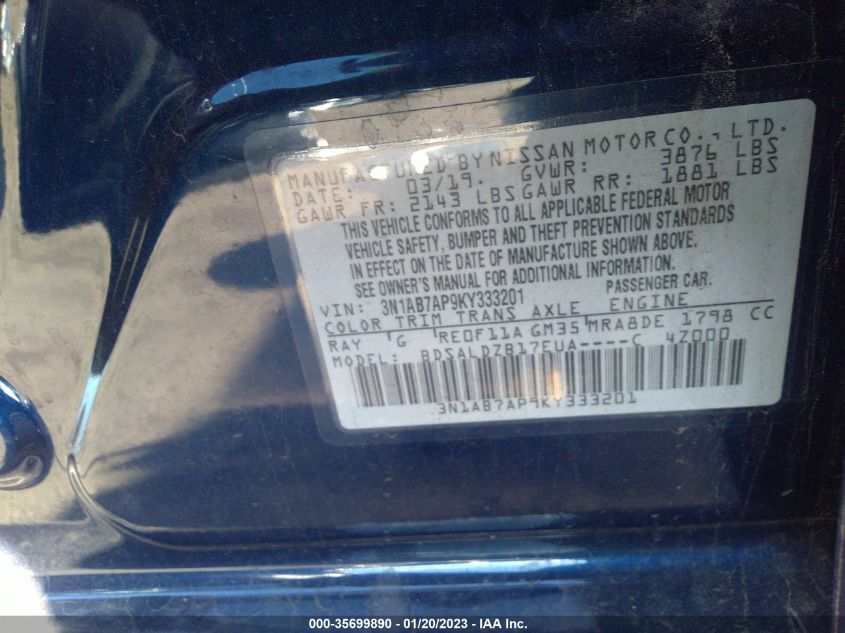 MANUFACTURED BY NISSAN MOTOR CO., LTD.
DATE: 03/19. GVWR: 3876 LBS
GAWR FR: 2143 LBS GAWR RR: 1881 LBS
THIS VEHICLE CONFORMS TO ALL APPLICABLE FEDERAL MOTOR
VEHICLE SAFETY, BUMPER AND THEFT PREVENTION STANDARDS
IN EFFECT ON THE DATE OF MANUFACTURE SHOWN ABOVE.
SEE OWNER'S MANUAL FOR ADDITIONAL INFORMATION.
VIN: 3N1AB7AP9KY333201 PASSENGER CAR.
COLOR TRIM TRANS AXLE ENGINE
RAY G RE0F11A GM35 MRA8DE 1798 CC
MODEL: BDSALDZB17EUA----C 4Z000
3N1AB7AP9KY333201
000-35699890 / 01/20/2023 - IAA Inc.